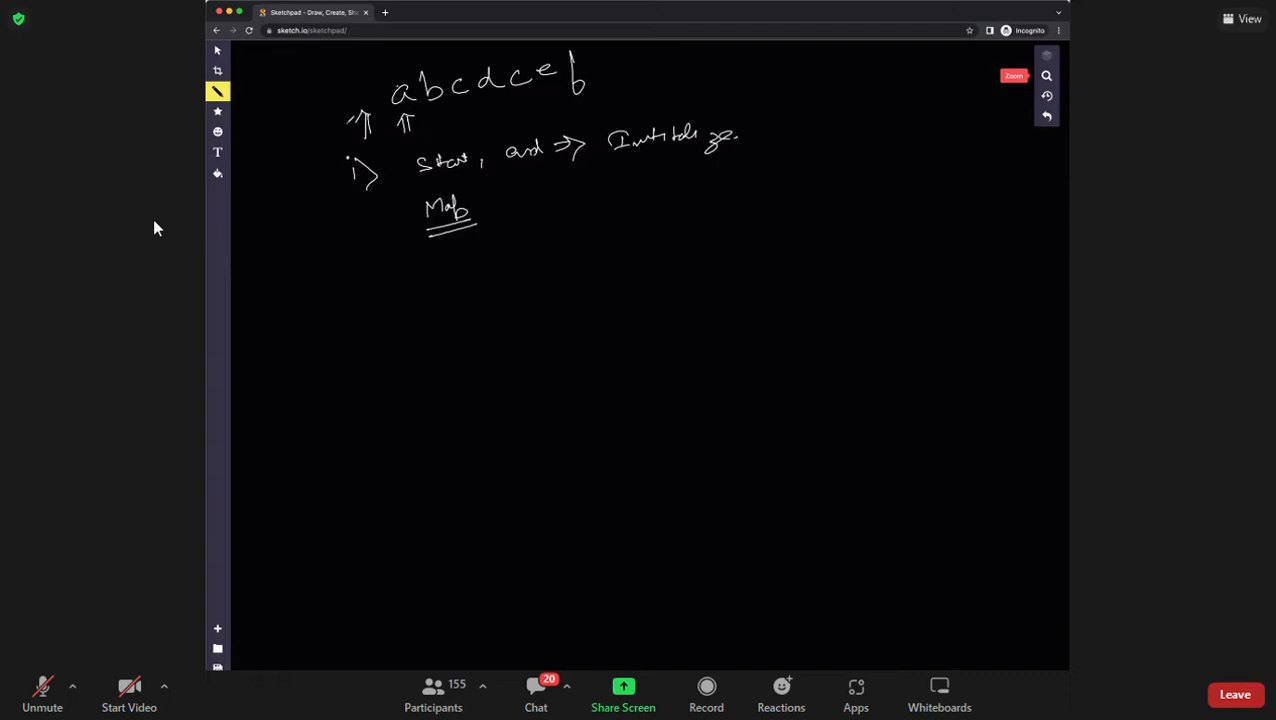 Sketchpad - Draw, Create, Sha
sketch.io/sketchpad/
Incognito
View
Zoom
T
a b c d c e b
i) Start, end => Initialize.
Map
Unmute
Start Video
155
Participants
20
Chat
Share Screen
Record
Reactions
Apps
Whiteboards
Leave